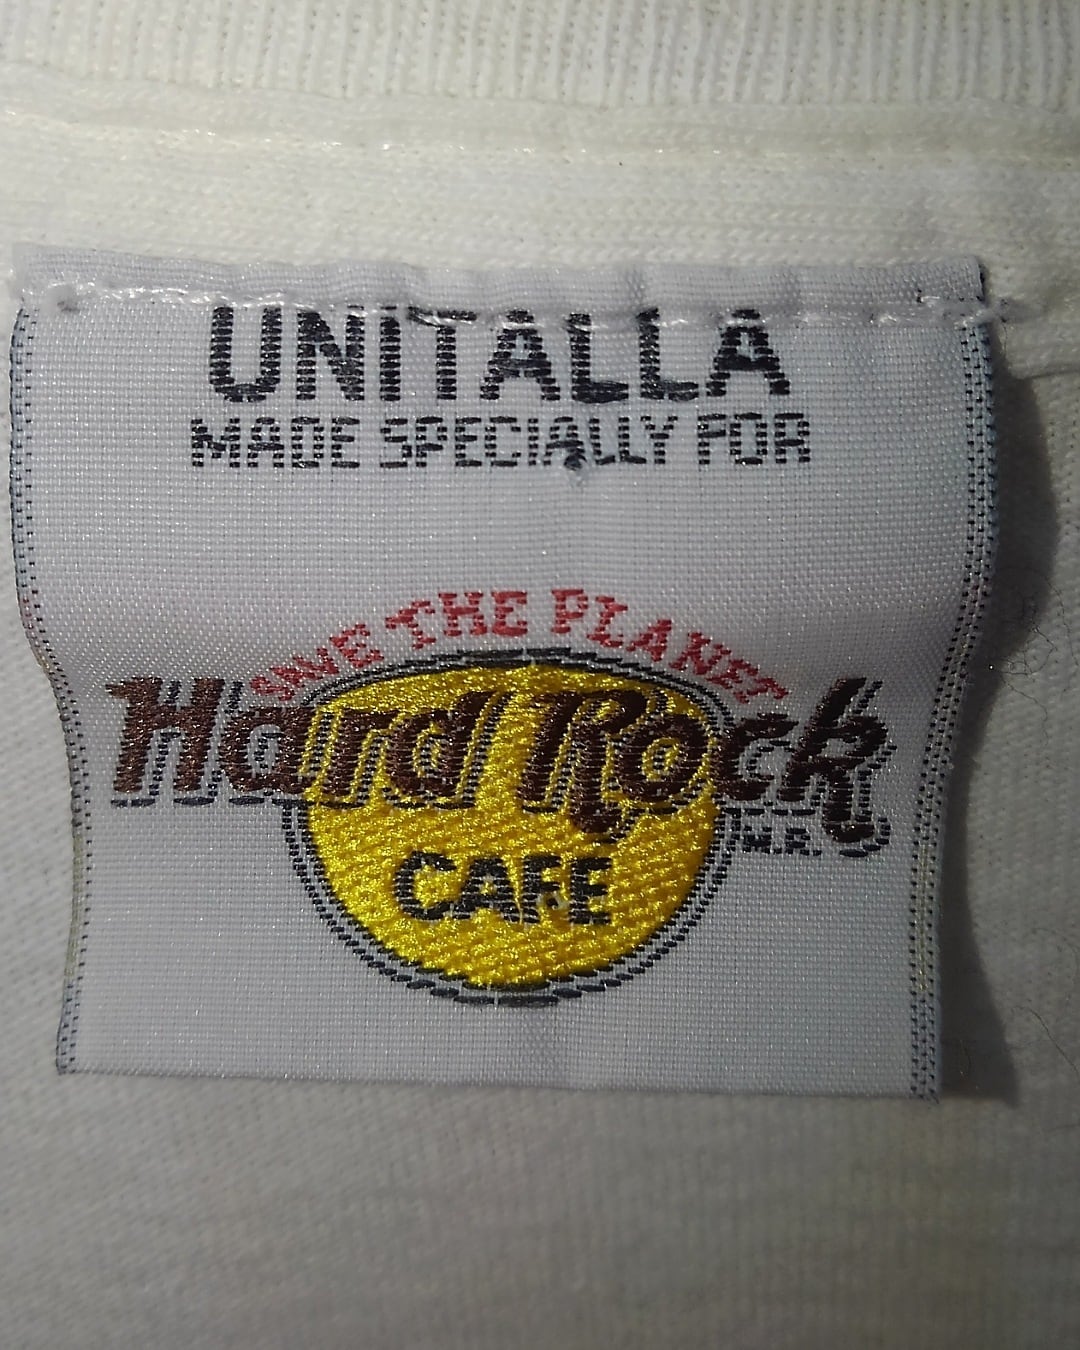 UNITALLA
MADE SPECIALLY FOR
SAVE THE PLANET
Hard Rock
M.R.
CAFE